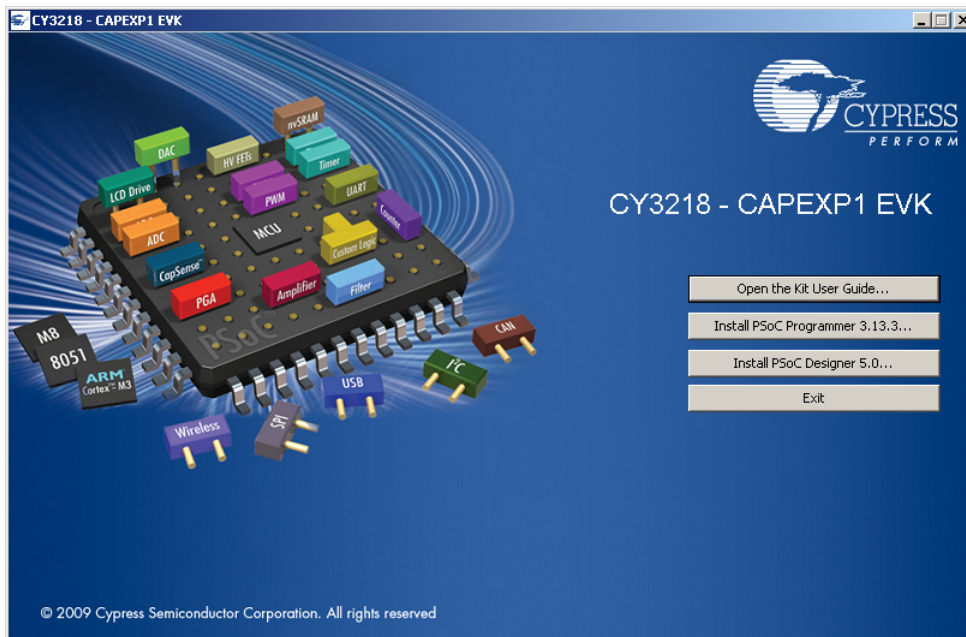 CY3218 - CAPEXP1 EVK
CYPRESS
PERFORM
CY3218 - CAPEXP1 EVK
nvSRAM
DAC
HV FETs
Timer
LCD Drive
PWM
UART
Counter
ADC
MCU
Custom Logic
CapSense™
PGA
Amplifier
Filter
PSoC®
M8
8051
ARM
Cortex-M3
CAN
I²C
USB
SPI
Wireless
Open the Kit User Guide...
Install PSoC Programmer 3.13.3...
Install PSoC Designer 5.0...
Exit
© 2009 Cypress Semiconductor Corporation. All rights reserved